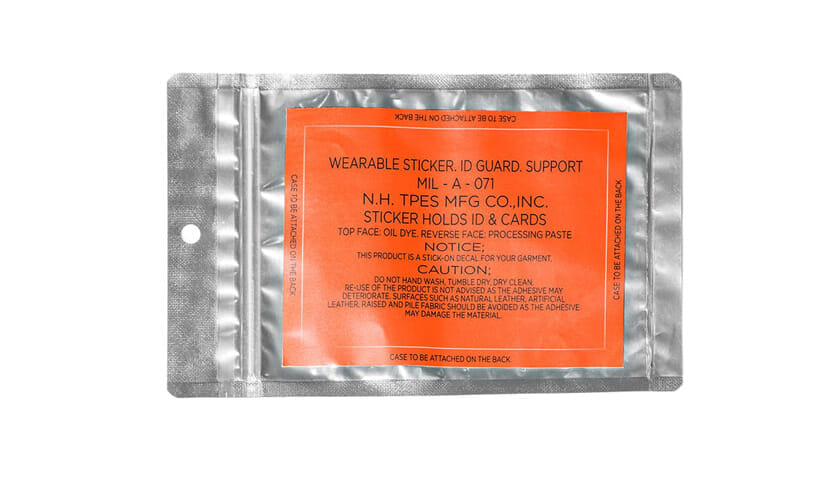 CASE TO BE ATTACHED ON THE BACK
WEARABLE STICKER. ID GUARD. SUPPORT
MIL - A - 071
N.H. TPES MFG CO.,INC.
STICKER HOLDS ID & CARDS
TOP FACE: OIL DYE. REVERSE FACE: PROCESSING PASTE
NOTICE;
THIS PRODUCT IS A STICK-ON DECAL FOR YOUR GARMENT.
CAUTION;
DO NOT HAND WASH, TUMBLE DRY, DRY CLEAN.
RE-USE OF THE PRODUCT IS NOT ADVISED AS THE ADHESIVE MAY
DETERIORATE. SURFACES SUCH AS NATURAL LEATHER, ARTIFICIAL
LEATHER, RAISED AND PILE FABRIC SHOULD BE AVOIDED AS THE ADHESIVE
MAY DAMAGE THE MATERIAL.
CASE TO BE ATTACHED ON THE BACK
CASE TO BE ATTACHED ON THE BACK
CASE TO BE ATTACHED ON THE BACK.